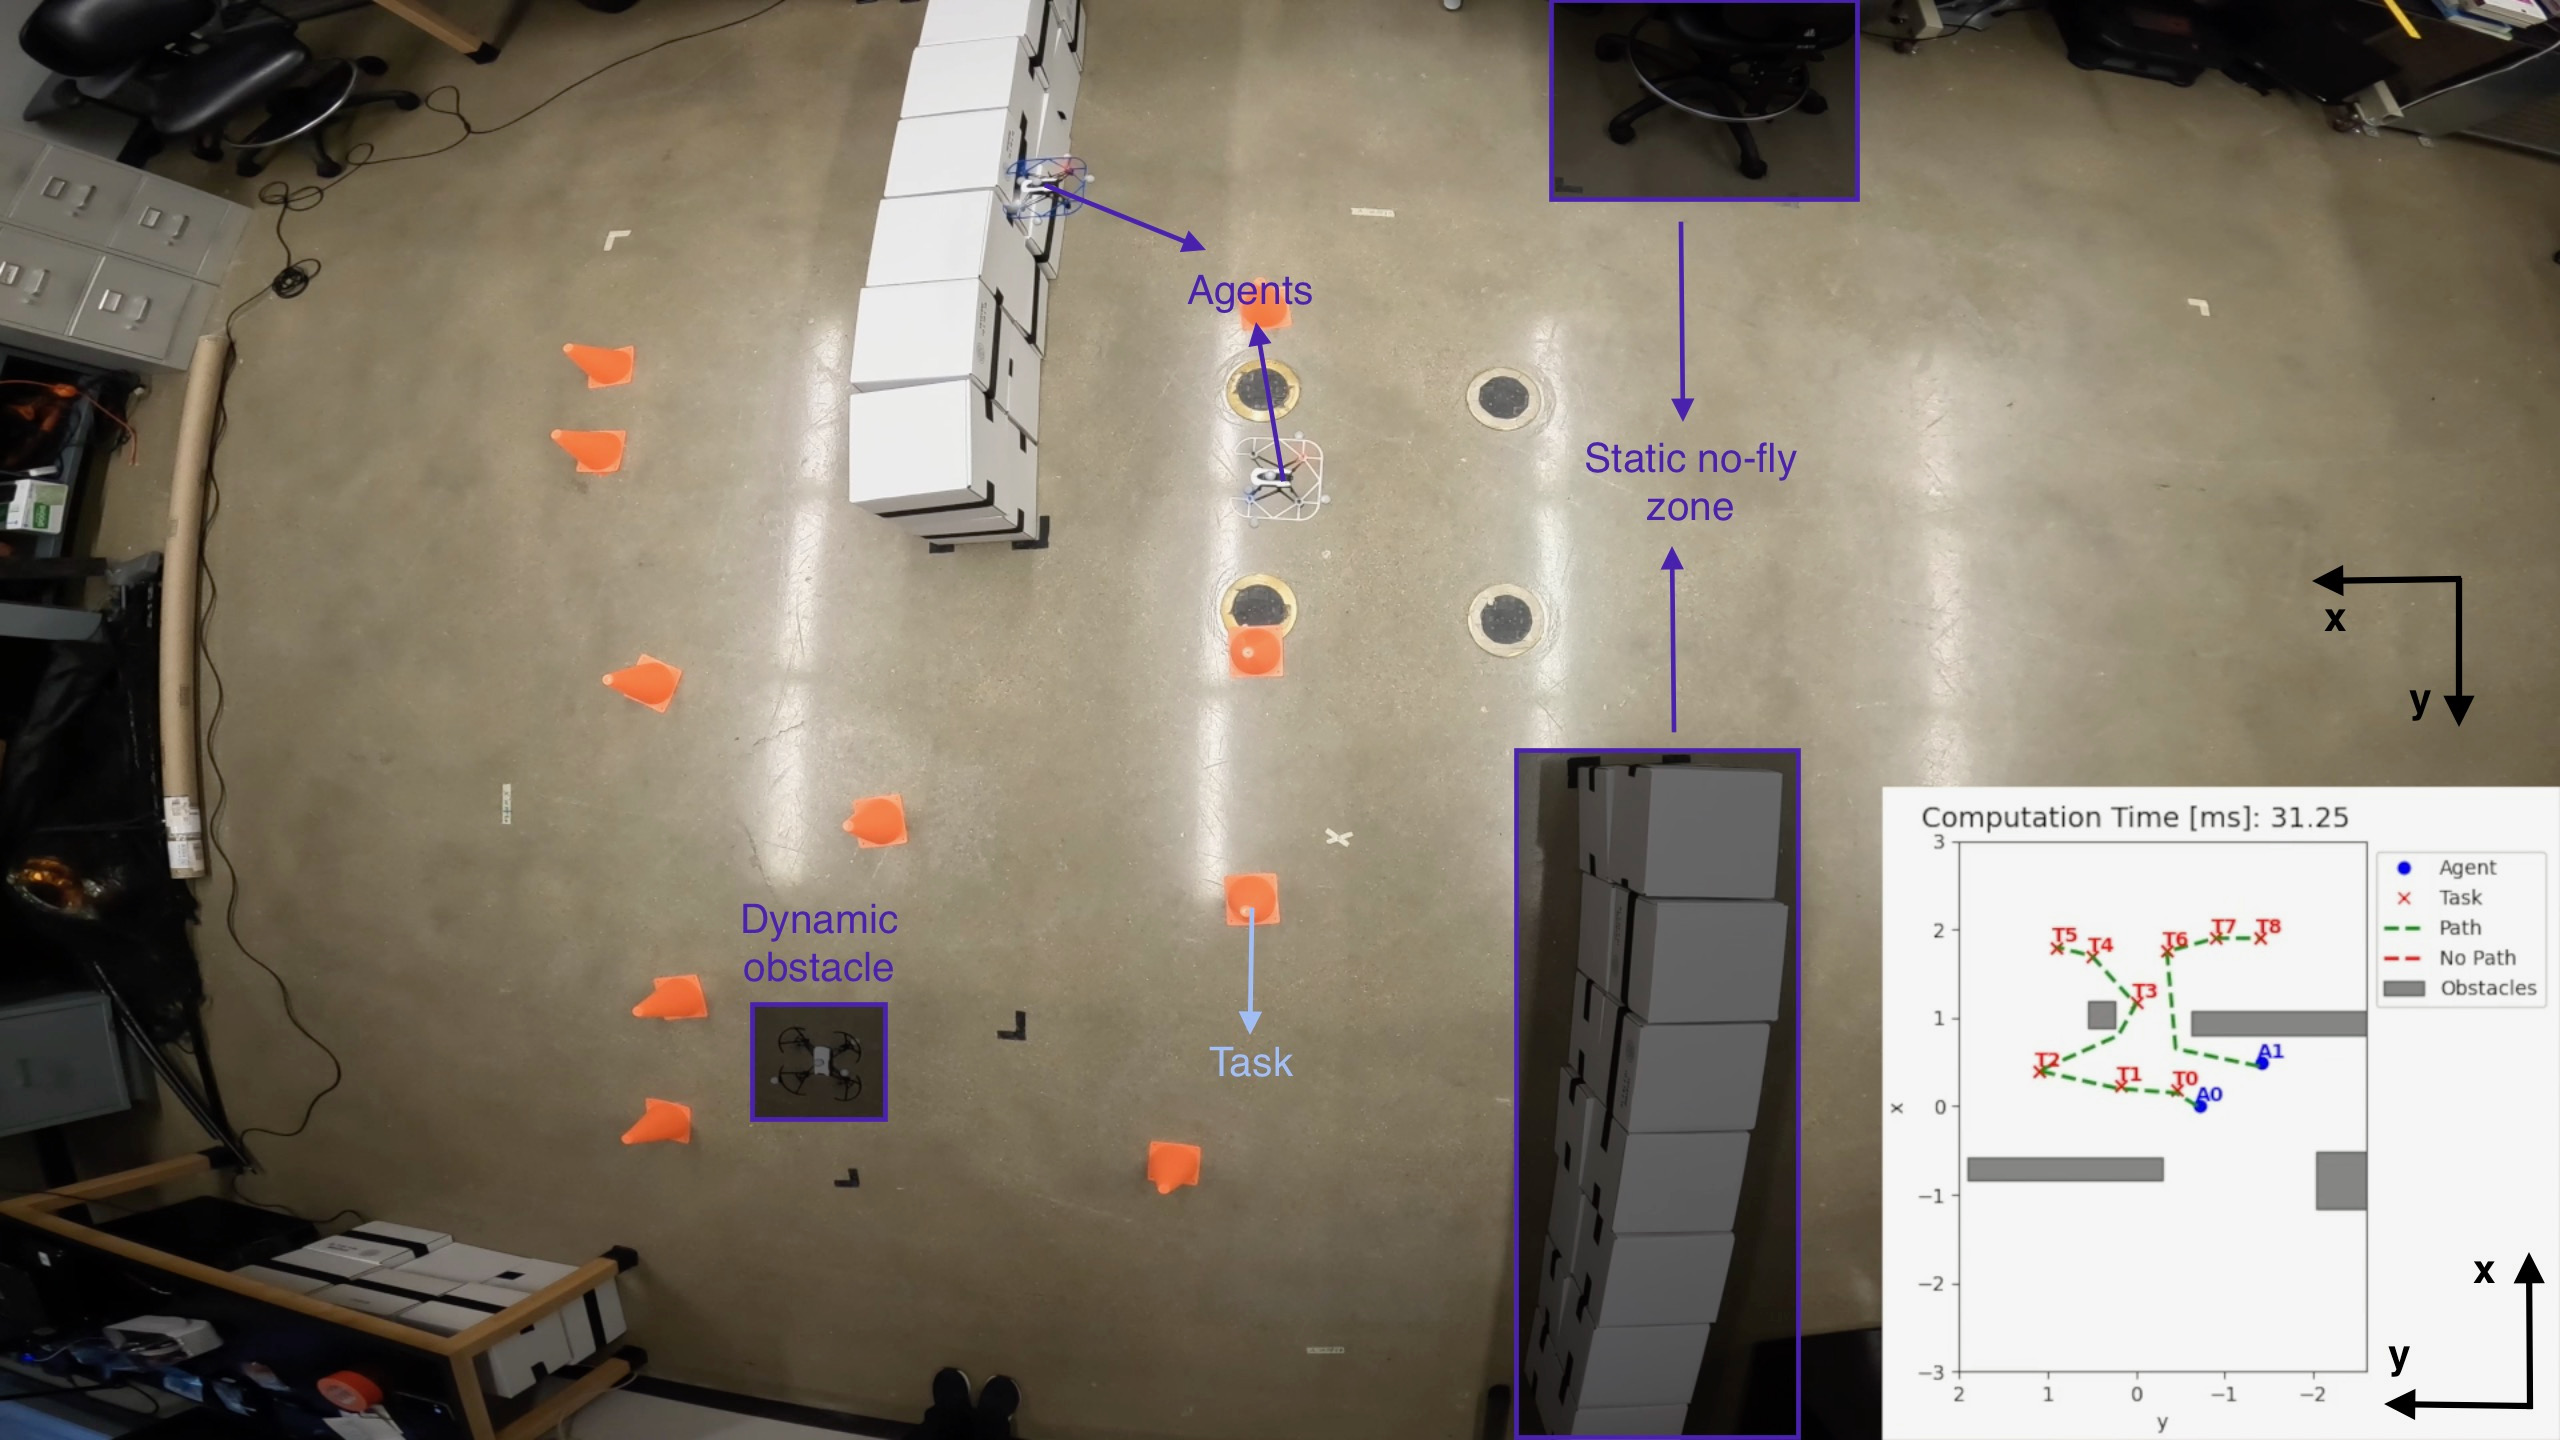 Agents
Static no-fly
zone
x
y
Dynamic
obstacle
Task
Computation Time [ms]: 31.25
3
2
1
0
−1
−2
−3
x
T5
T4
T6
T7
T8
T3
T2
T1
T0
A1
A0
2
1
0
−1
−2
y
Agent
Task
Path
No Path
Obstacles
x
y